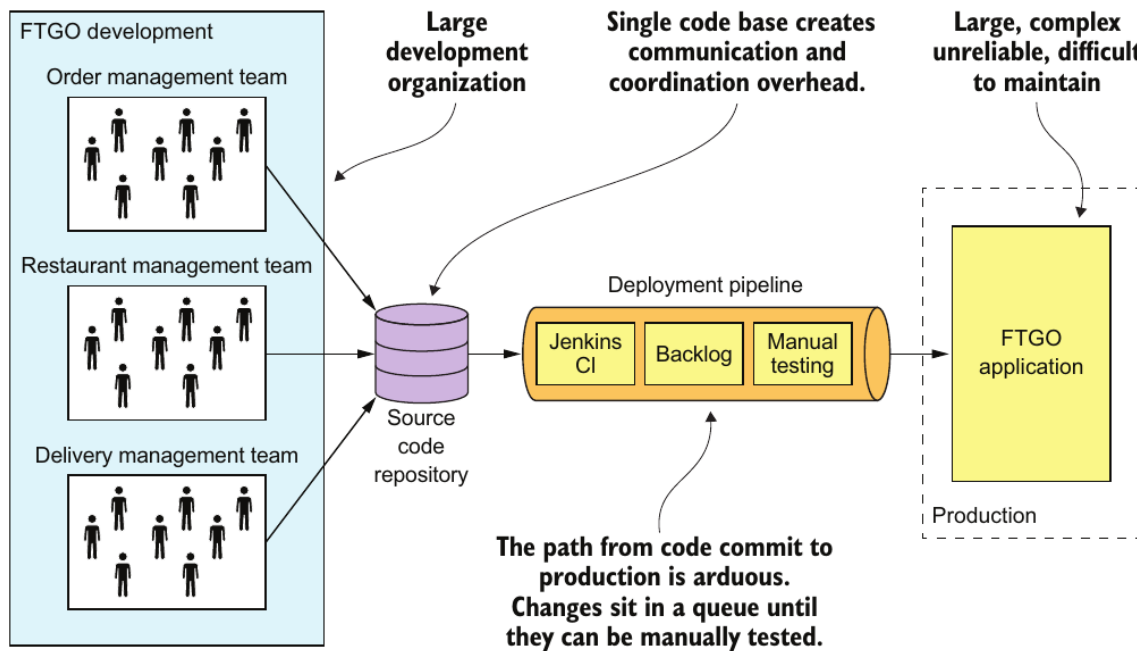 FTGO development
Order management team
Restaurant management team
Delivery management team
Large
development
organization
Single code base creates
communication and
coordination overhead.
Large, complex
unreliable, difficult
to maintain
Source
code
repository
Deployment pipeline
Jenkins
CI
Backlog
Manual
testing
FTGO
application
Production
The path from code commit to
production is arduous.
Changes sit in a queue until
they can be manually tested.